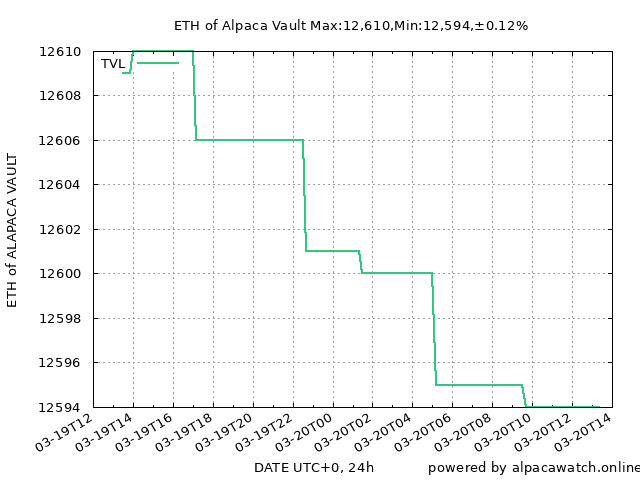 ETH of Alpaca Vault Max:12,610,Min:12,594,±0.12%
TVL
12610
12608
12606
12604
12602
12600
12598
12596
12594
ETH of ALAPACA VAULT
03-19T12
03-19T14
03-19T16
03-19T18
03-19T20
03-19T22
03-20T00
03-20T02
03-20T04
03-20T06
03-20T08
03-20T10
03-20T12
03-20T14
DATE UTC+0, 24h
powered by alpacawatch.online